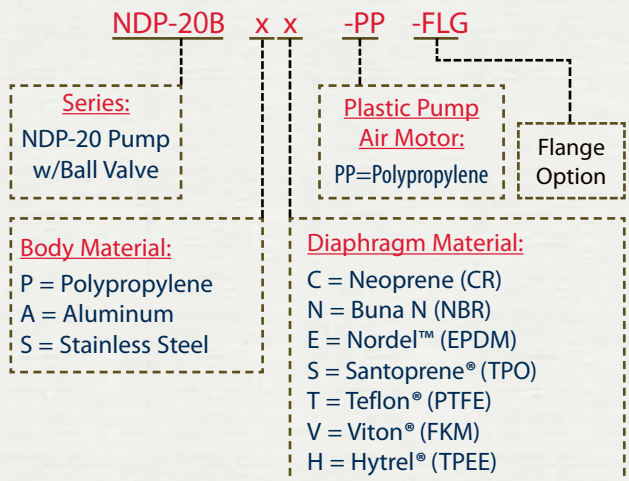 NDP-20B x x -PP -FLG
Series:
NDP-20 Pump
w/Ball Valve
Plastic Pump
Air Motor:
PP=Polypropylene
Flange
Option
Body Material:
P = Polypropylene
A = Aluminum
S = Stainless Steel
Diaphragm Material:
C = Neoprene (CR)
N = Buna N (NBR)
E = Nordel™ (EPDM)
S = Santoprene® (TPO)
T = Teflon® (PTFE)
V = Viton® (FKM)
H = Hytrel® (TPEE)